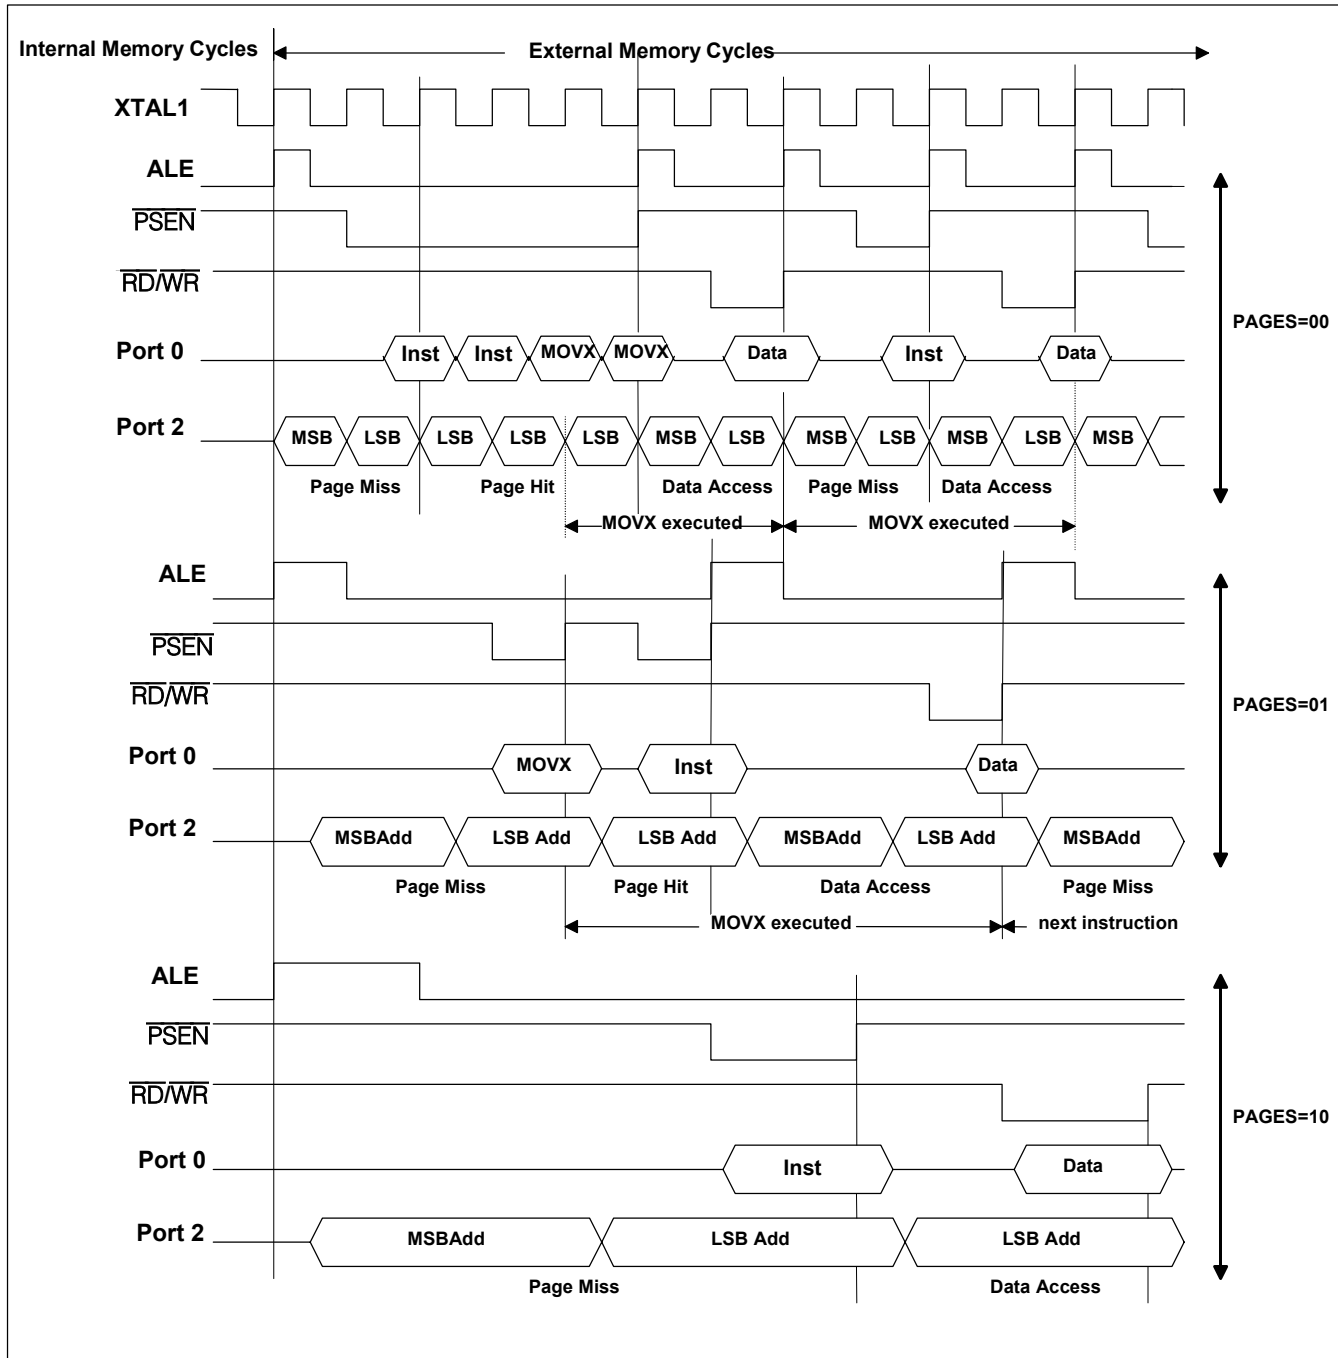 Internal Memory Cycles External Memory Cycles
XTAL1
ALE
PSEN
RD/WR
PAGES=00
Port 0 Inst Inst MOVX MOVX Data Inst Data
Port 2 MSB LSB LSB LSB LSB MSB LSB MSB LSB MSB LSB MSB
Page Miss Page Hit Data Access Page Miss Data Access
MOVX executed MOVX executed
ALE
PSEN
RD/WR
PAGES=01
Port 0 MOVX Inst Data
Port 2 MSBAdd LSB Add LSB Add MSBAdd LSB Add MSBAdd
Page Miss Page Hit Data Access Page Miss
MOVX executed next instruction
ALE
PSEN
RD/WR
PAGES=10
Port 0 Inst Data
Port 2 MSBAdd LSB Add LSB Add
Page Miss Data Access